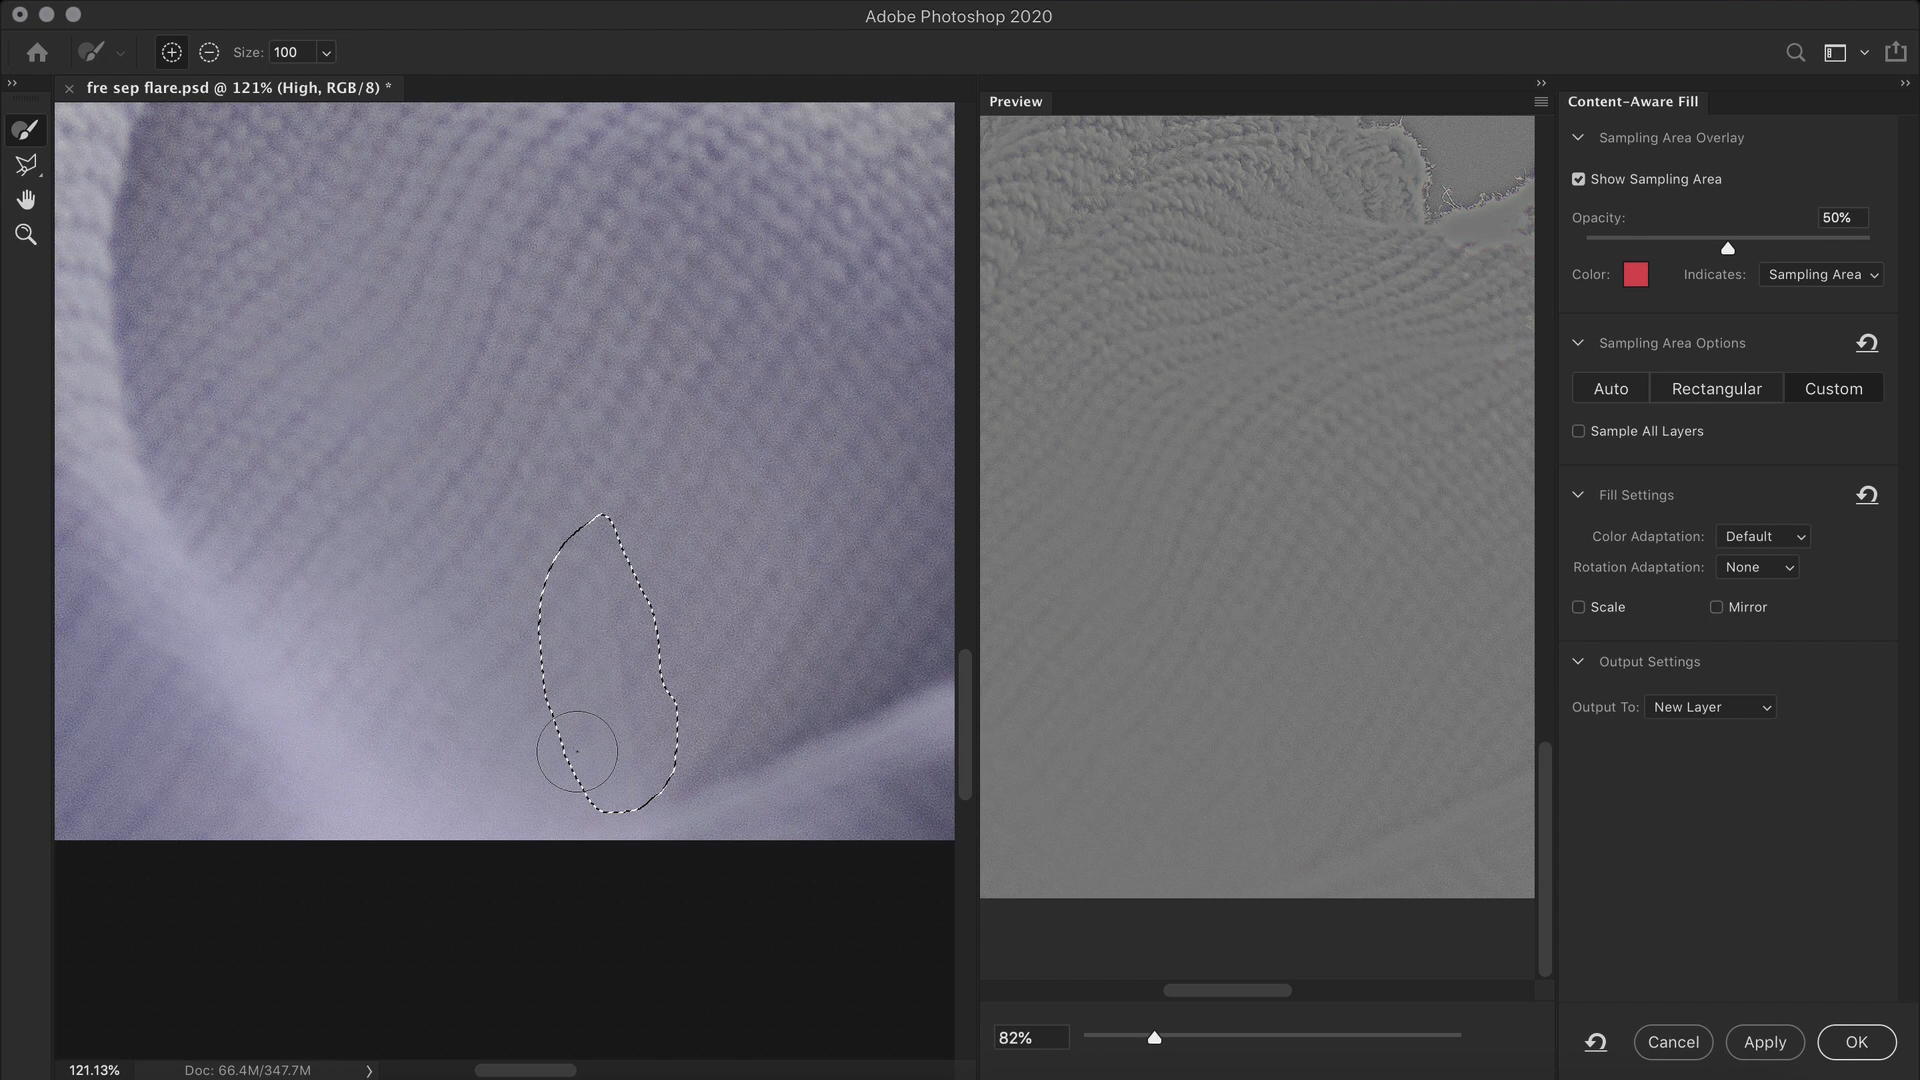 Adobe Photoshop 2020
Size: 100
fre sep flare.psd @ 121% (High, RGB/8) *
Preview
Content-Aware Fill
Sampling Area Overlay
Show Sampling Area
Opacity: 50%
Color: Indicates: Sampling Area
Sampling Area Options
Auto Rectangular Custom
Sample All Layers
Fill Settings
Color Adaptation: Default
Rotation Adaptation: None
Scale Mirror
Output Settings
Output To: New Layer
82%
Cancel Apply OK
121.13% Doc: 66.4M/347.7M